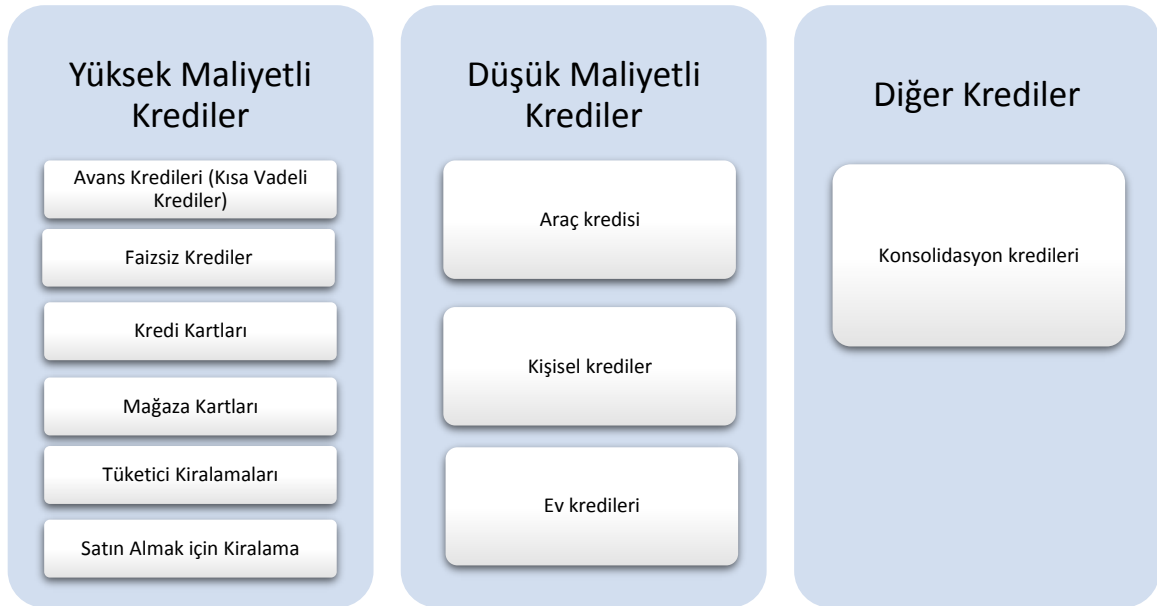 Yüksek Maliyetli
Krediler
Avans Kredileri (Kısa Vadeli
Krediler)
Faizsiz Krediler
Kredi Kartları
Mağaza Kartları
Tüketici Kiralamaları
Satın Almak için Kiralama
Düşük Maliyetli
Krediler
Araç kredisi
Kişisel krediler
Ev kredileri
Diğer Krediler
Konsolidasyon kredileri